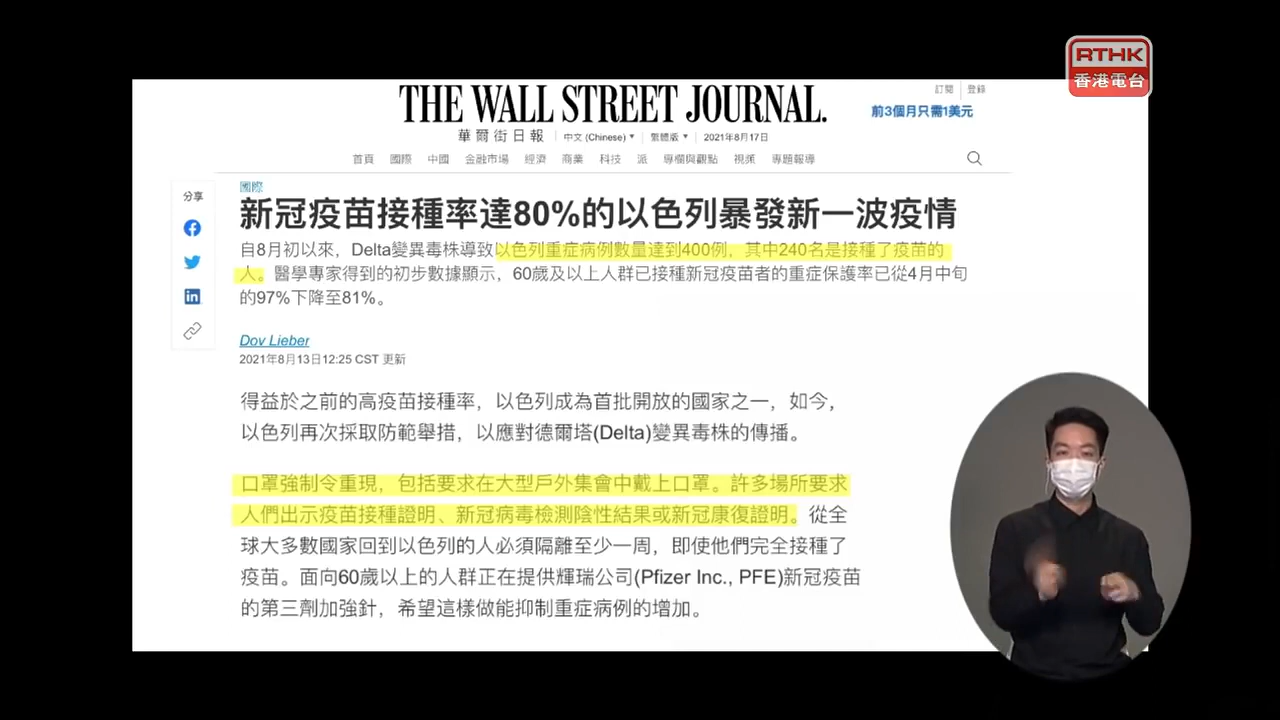 RTHK
香港電台
訂閱 登錄
THE WALL STREET JOURNAL.
前3個月只需1美元
華爾街日報 中文 (Chinese) 繁體版 2021年8月17日
首頁 國際 中國 金融市場 經濟 商業 科技 派 專欄與觀點 視頻 專題報導
分享
國際
新冠疫苗接種率達80%的以色列暴發新一波疫情
自8月初以來，Delta變異毒株導致以色列重症病例數量達到400例，其中240名是接種了疫苗的
人。醫學專家得到的初步數據顯示，60歲及以上人群已接種新冠疫苗者的重症保護率已從4月中旬
的97%下降至81%。
Dov Lieber
2021年8月13日12:25 CST 更新
得益於之前的高疫苗接種率，以色列成為首批開放的國家之一，如今，
以色列再次採取防範舉措，以應對德爾塔(Delta)變異毒株的傳播。
口罩強制令重現，包括要求在大型戶外集會中戴上口罩。許多場所要求
人們出示疫苗接種證明、新冠病毒檢測陰性結果或新冠康復證明。從全
球大多數國家回到以色列的人必須隔離至少一周，即使他們完全接種了
疫苗。面向60歲以上的人群正在提供輝瑞公司(Pfizer Inc., PFE)新冠疫苗
的第三劑加強針，希望這樣做能抑制重症病例的增加。